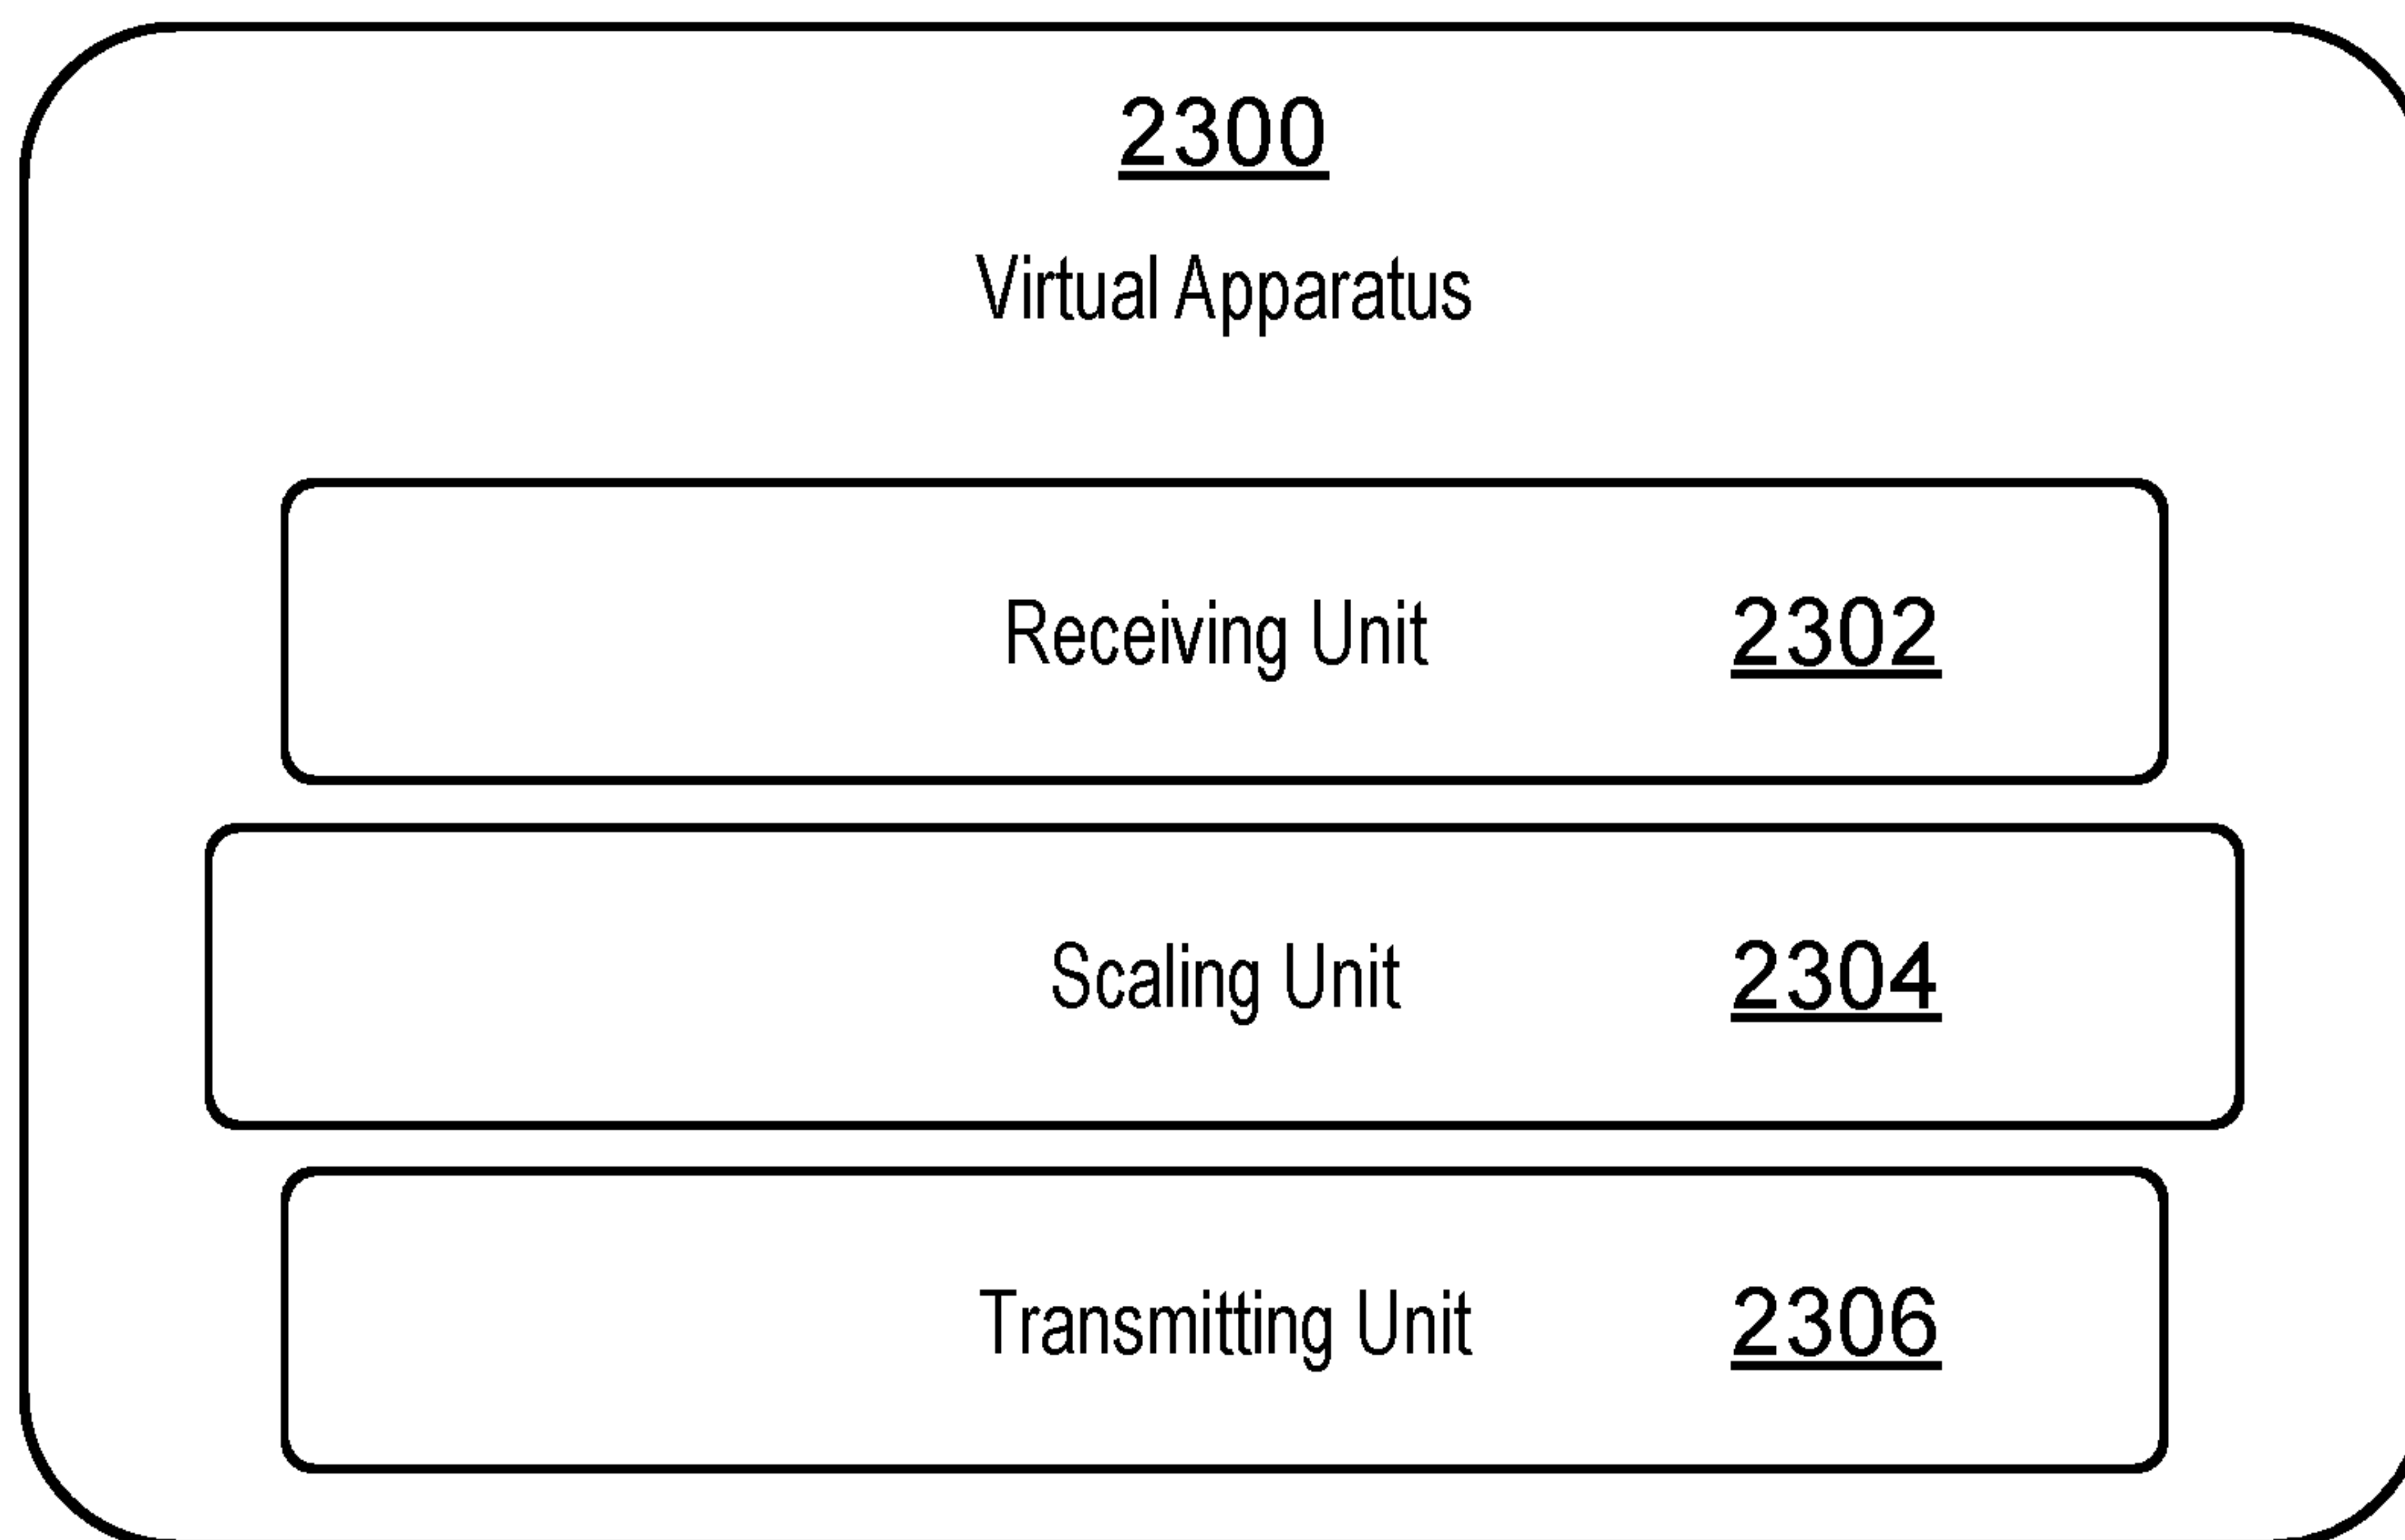 2300
Virtual Apparatus
Receiving Unit 2302
Scaling Unit 2304
Transmitting Unit 2306